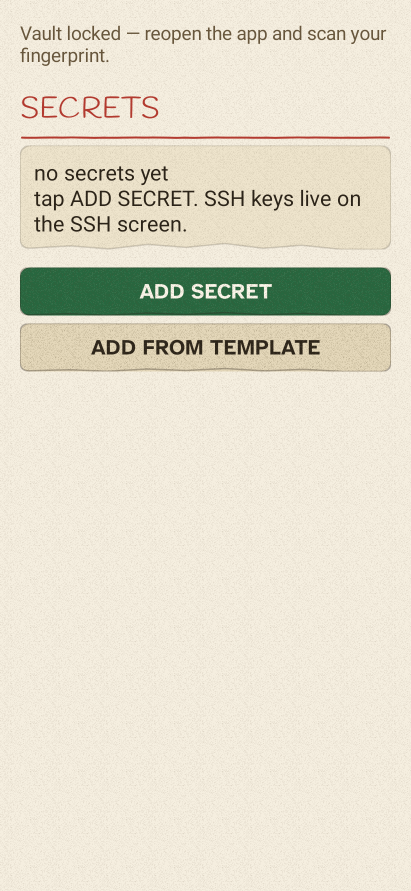 Vault locked — reopen the app and scan your
fingerprint.
SECRETS
no secrets yet
tap ADD SECRET. SSH keys live on
the SSH screen.
ADD SECRET
ADD FROM TEMPLATE